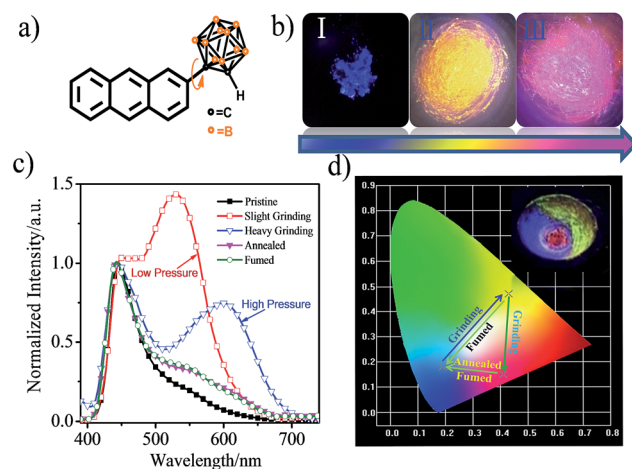 a)
H
=C
=B
b)
I
II
III
c)
Normalized Intensity/a.u.
1.5
1.0
0.5
0.0
400 500 600 700
Wavelength/nm
Pristine
Slight Grinding
Heavy Grinding
Annealed
Fumed
Low Pressure
High Pressure
d)
0.9
0.8
0.7
0.6
0.5
0.4
0.3
0.2
0.1
0.0
0.0 0.1 0.2 0.3 0.4 0.5 0.6 0.7 0.8
Grinding
Fumed
Grinding
Annealed
Fumed